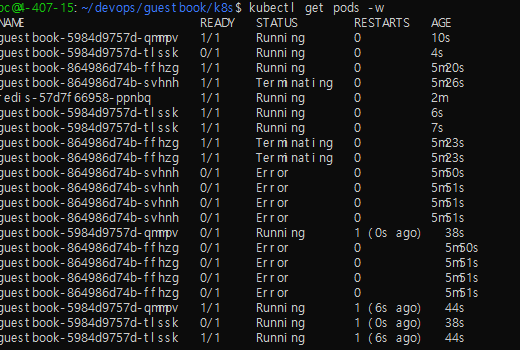 oc@4-407-15:~/devops/guestbook/k8s$ kubectl get pods -w
NAME READY STATUS RESTARTS AGE
guestbook-5984d9757d-qmmpv 1/1 Running 0 10s
guestbook-5984d9757d-tlssk 0/1 Running 0 4s
guestbook-864986d74b-ffhzg 1/1 Running 0 5m20s
guestbook-864986d74b-svhnh 1/1 Terminating 0 5m26s
redis-57d7f66958-ppnbq 1/1 Running 0 2m
guestbook-5984d9757d-tlssk 0/1 Running 0 6s
guestbook-5984d9757d-tlssk 1/1 Running 0 7s
guestbook-864986d74b-ffhzg 1/1 Terminating 0 5m23s
guestbook-864986d74b-ffhzg 1/1 Terminating 0 5m23s
guestbook-864986d74b-svhnh 0/1 Error 0 5m50s
guestbook-864986d74b-svhnh 0/1 Error 0 5m51s
guestbook-864986d74b-svhnh 0/1 Error 0 5m51s
guestbook-864986d74b-svhnh 0/1 Error 0 5m51s
guestbook-5984d9757d-qmmpv 0/1 Running 1 (0s ago) 38s
guestbook-864986d74b-ffhzg 0/1 Error 0 5m50s
guestbook-864986d74b-ffhzg 0/1 Error 0 5m51s
guestbook-864986d74b-ffhzg 0/1 Error 0 5m51s
guestbook-864986d74b-ffhzg 0/1 Error 0 5m51s
guestbook-5984d9757d-qmmpv 1/1 Running 1 (6s ago) 44s
guestbook-5984d9757d-tlssk 0/1 Running 1 (0s ago) 38s
guestbook-5984d9757d-tlssk 1/1 Running 1 (6s ago) 44s